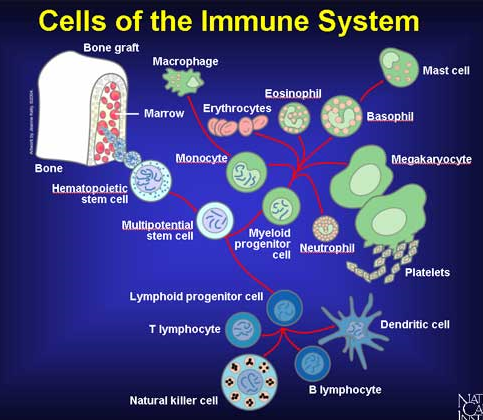 Cells of the Immune System
Bone graft
Macrophage
Mast cell
Eosinophil
Erythrocytes
Basophil
Marrow
Monocyte
Megakaryocyte
Bone
Hematopoietic
stem cell
Multipotential
stem cell
Myeloid
progenitor
cell
Neutrophil
Platelets
Lymphoid progenitor cell
T lymphocyte
Dendritic cell
B lymphocyte
Natural killer cell